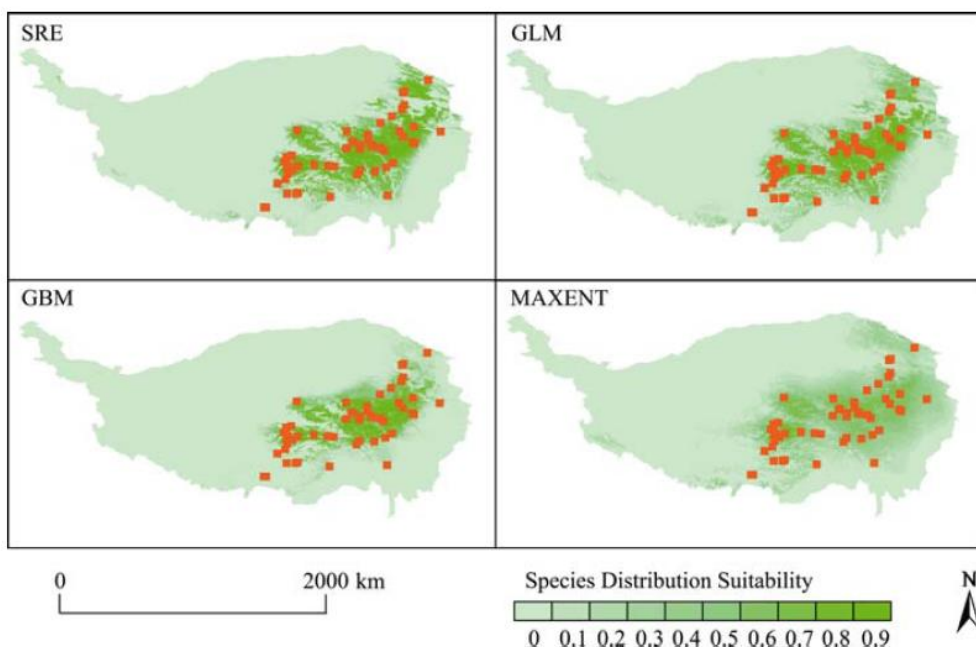 SRE
GLM
GBM
MAXENT
0 2000 km
Species Distribution Suitability
0 0.1 0.2 0.3 0.4 0.5 0.6 0.7 0.8 0.9
N